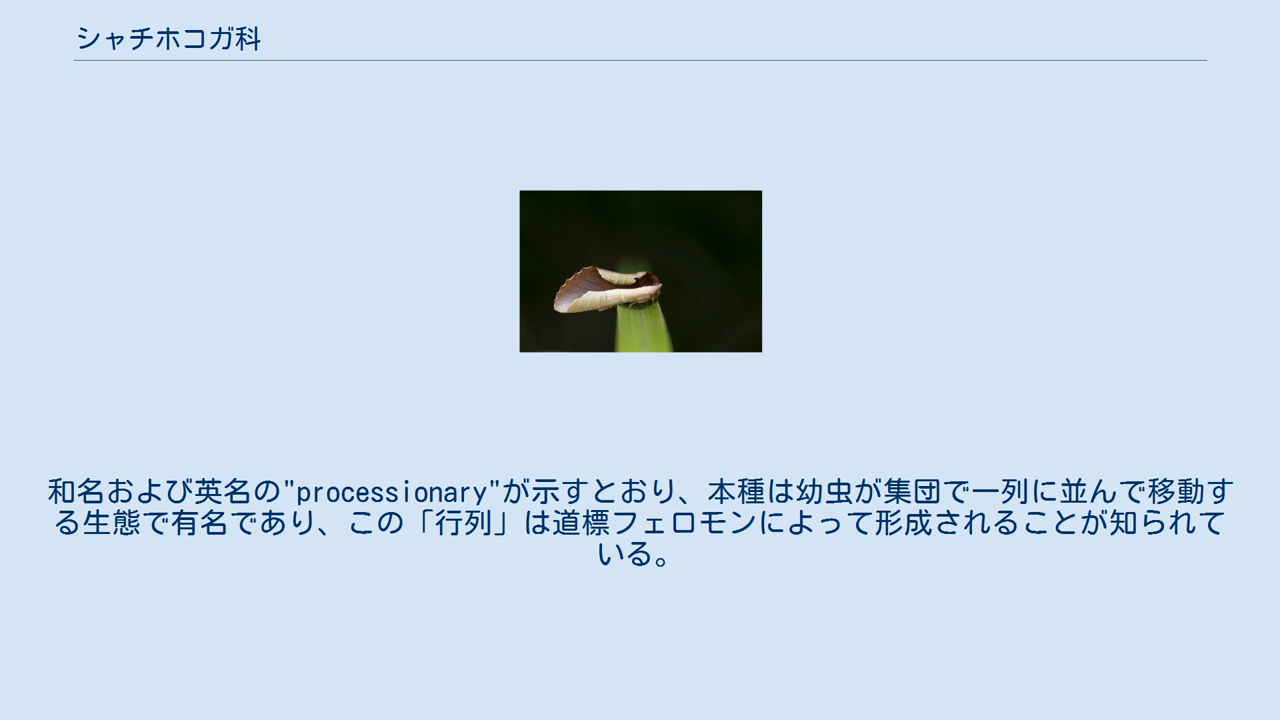 シャチホコガ科
和名および英名の"processionary"が示すとおり、本種は幼虫が集団で一列に並んで移動す
る生態で有名であり、この「行列」は道標フェロモンによって形成されることが知られて
いる。